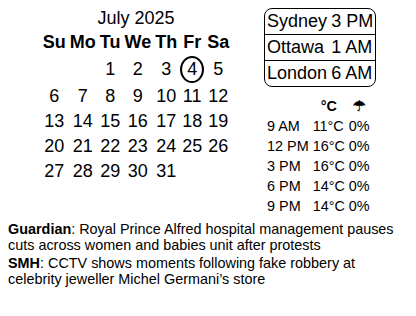 July 2025
Su Mo Tu We Th Fr Sa
1 2 3 4 5
6 7 8 9 10 11 12
13 14 15 16 17 18 19
20 21 22 23 24 25 26
27 28 29 30 31
Sydney 3 PM
Ottawa 1 AM
London 6 AM
°C ☂
9 AM 11°C 0%
12 PM 16°C 0%
3 PM 16°C 0%
6 PM 14°C 0%
9 PM 14°C 0%
Guardian: Royal Prince Alfred hospital management pauses
cuts across women and babies unit after protests
SMH: CCTV shows moments following fake robbery at
celebrity jeweller Michel Germani’s store